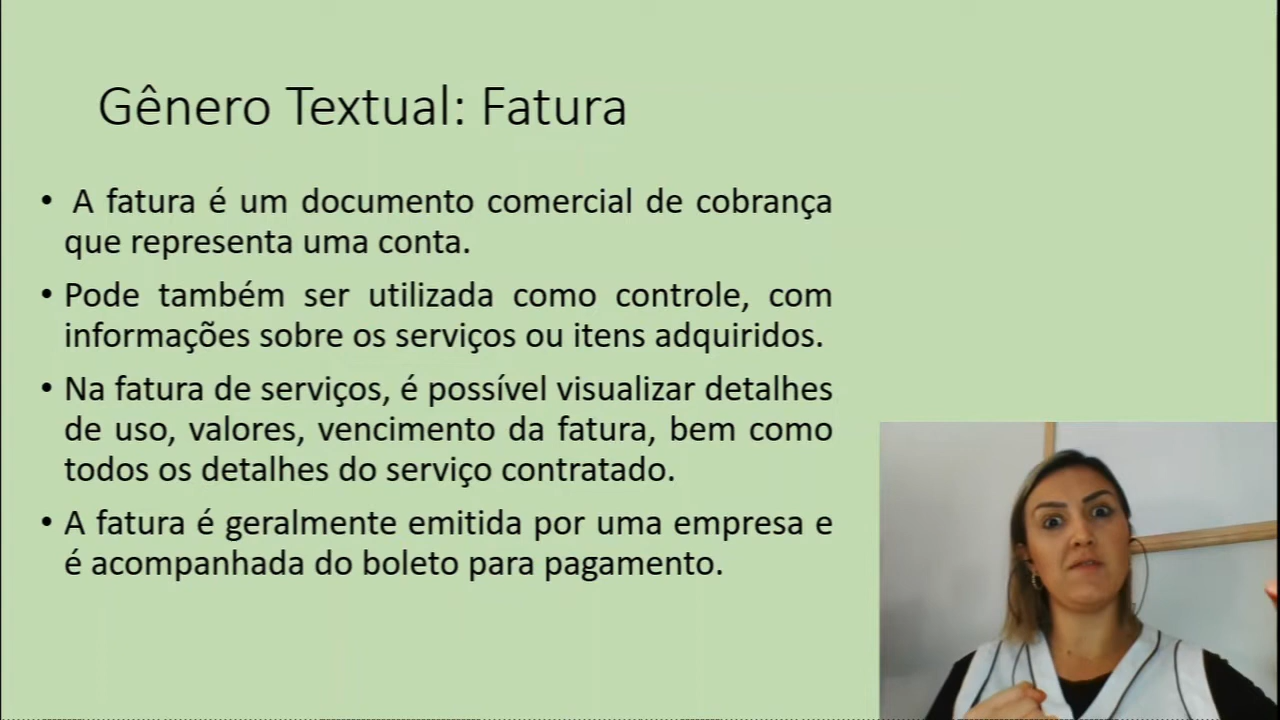 Gênero Textual: Fatura
• A fatura é um documento comercial de cobrança
que representa uma conta.
• Pode também ser utilizada como controle, com
informações sobre os serviços ou itens adquiridos.
• Na fatura de serviços, é possível visualizar detalhes
de uso, valores, vencimento da fatura, bem como
todos os detalhes do serviço contratado.
• A fatura é geralmente emitida por uma empresa e
é acompanhada do boleto para pagamento.